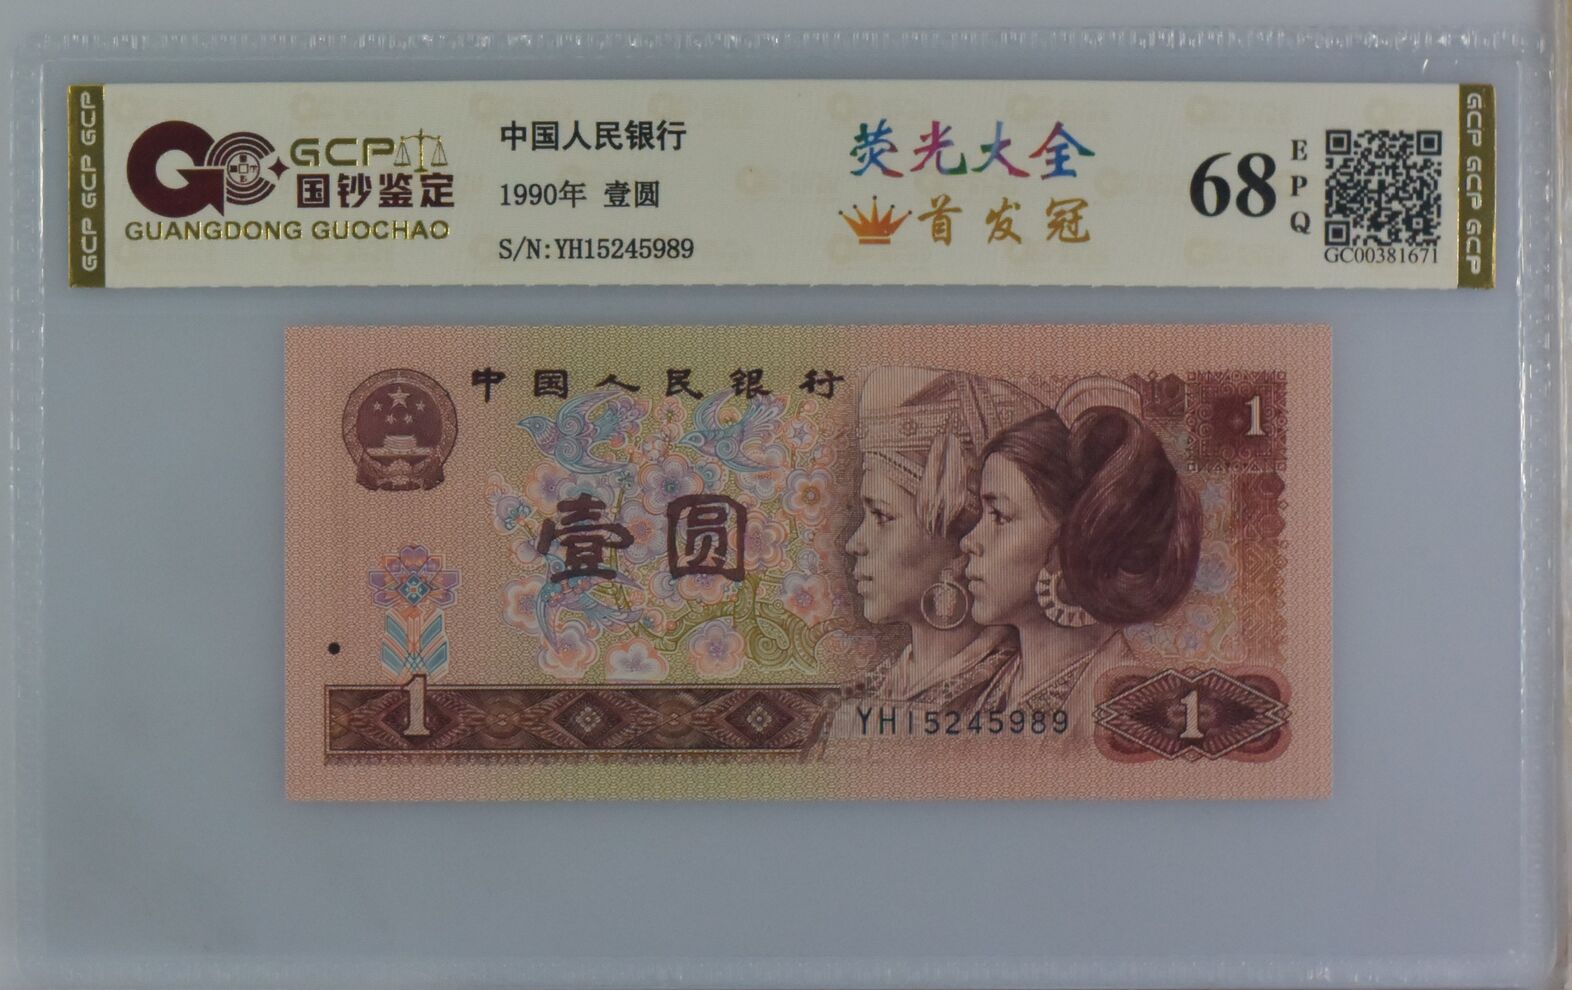 GCP GCP GCP
GCP
国钞鉴定
GUANGDONG GUOCHAO
中国人民银行
1990年 壹圆
S/N:YH15245989
荧光大全
首发冠
68
EPQ
GC00381671
GCP GCP GCP
中国人民银行
1
壹圆
1
YH15245989
1